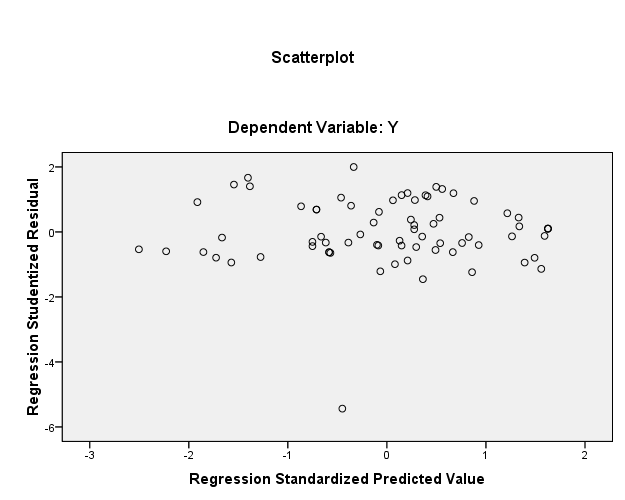 Scatterplot
Dependent Variable: Y
Regression Studentized Residual
2
0
-2
-4
-6
-3
-2
-1
0
1
2
Regression Standardized Predicted Value